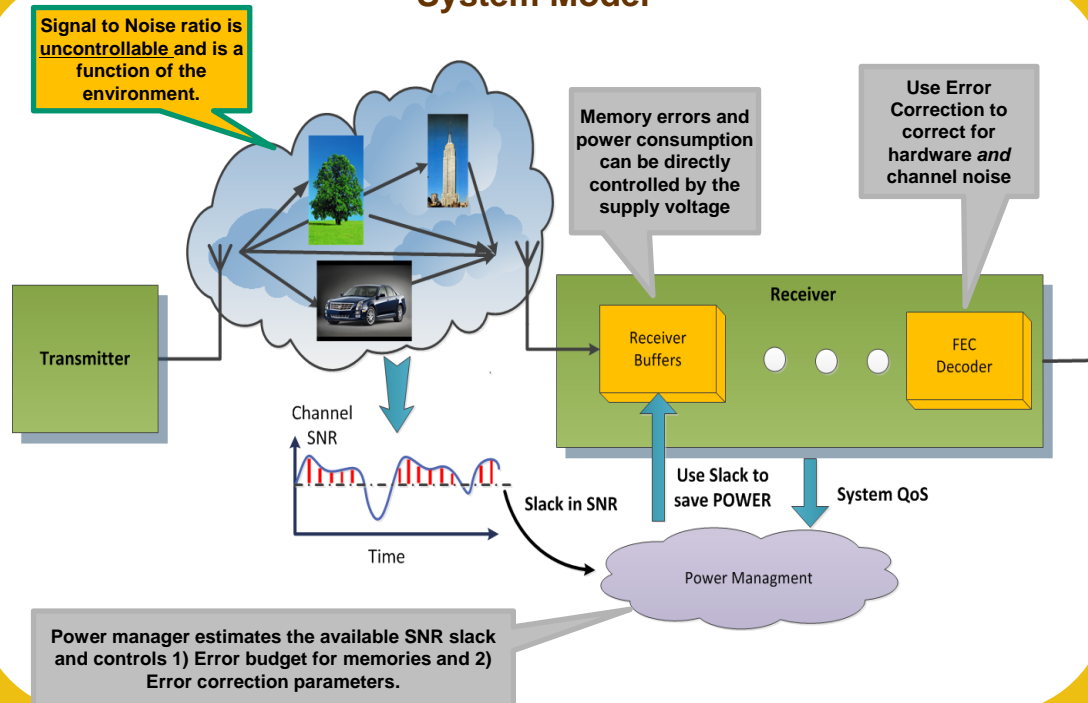 System Model
Signal to Noise ratio is
uncontrollable and is a
function of the
environment.
Memory errors and
power consumption
can be directly
controlled by the
supply voltage
Use Error
Correction to
correct for
hardware and
channel noise
Transmitter
Receiver
Receiver
Buffers
FEC
Decoder
Channel
SNR
Time
Slack in SNR
Use Slack to
save POWER
System QoS
Power Managment
Power manager estimates the available SNR slack
and controls 1) Error budget for memories and 2)
Error correction parameters.